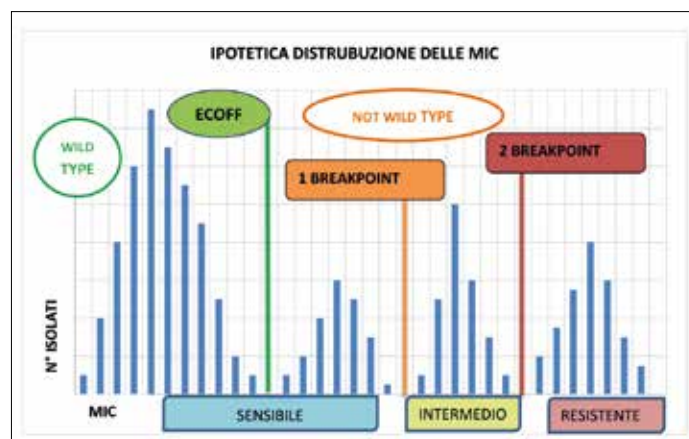 IPOTETICA DISTRUBUZIONE DELLE MIC
ECOFF
NOT WILD TYPE
WILD
TYPE
1 BREAKPOINT
2 BREAKPOINT
N° ISOLATI
MIC
SENSIBILE
INTERMEDIO
RESISTENTE